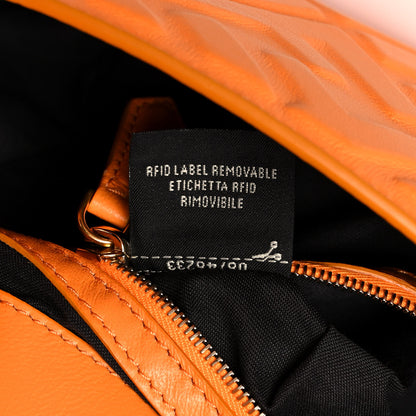 RFID LABEL REMOVABLE
ETICHETTA RFID
RIMOVIBILE